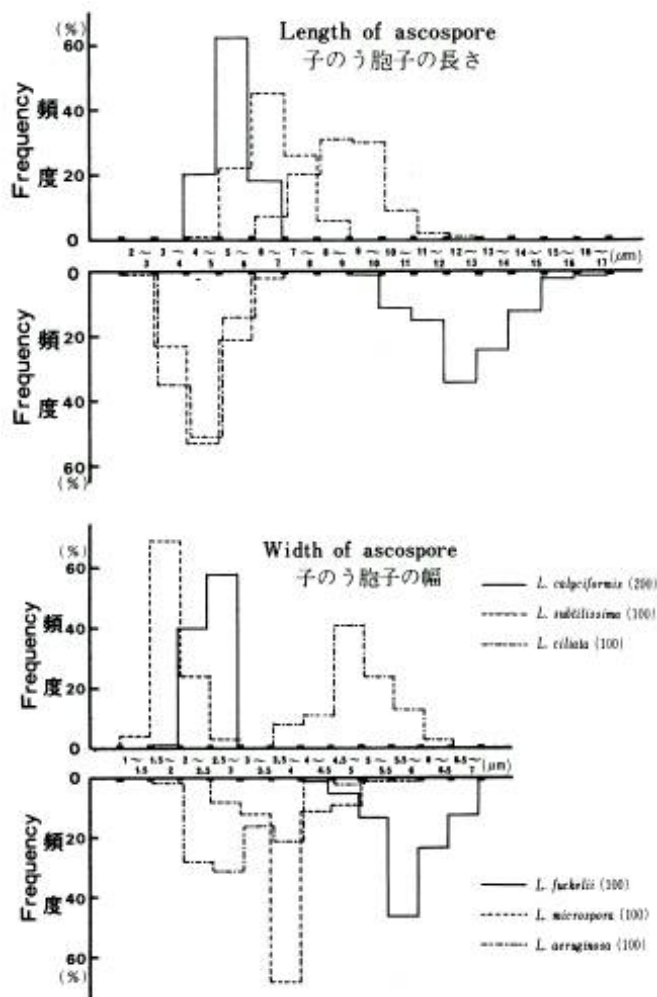 (%)
Length of ascospore
子のう胞子の長さ
60
40
20
0
Frequency
頻度
2～3 3～4 4～5 5～6 6～7 7～8 8～9 9～10 10～11 11～12 12～13 13～14 14～15 15～16 16～17 (μm)
0
20
40
60
(%)
Frequency
頻度
(%)
Width of ascospore
子のう胞子の幅
60
40
20
0
Frequency
頻度
L. calyciformis (200)
L. subtilissima (100)
L. ciliata (100)
1～1.5 1.5～2 2～2.5 2.5～3 3～3.5 3.5～4 4～4.5 4.5～5 5～5.5 5.5～6 6～6.5 6.5～7 (μm)
0
20
40
60
(%)
Frequency
頻度
L. fuckelii (100)
L. microspora (100)
L. aeruginosa (100)